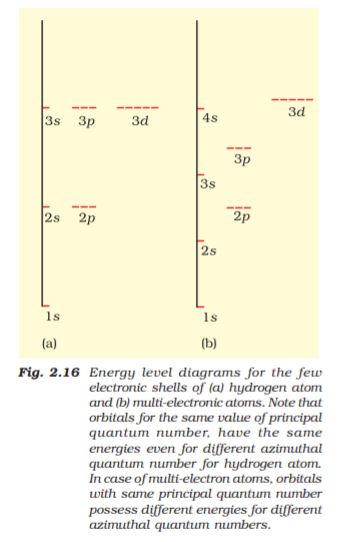 3s 3p 3d
4s 3d
3p
3s
2s 2p
2p
2s
1s
1s
(a) (b)
Fig. 2.16 Energy level diagrams for the few
electronic shells of (a) hydrogen atom
and (b) multi-electronic atoms. Note that
orbitals for the same value of principal
quantum number, have the same
energies even for different azimuthal
quantum number for hydrogen atom.
In case of multi-electron atoms, orbitals
with same principal quantum number
possess different energies for different
azimuthal quantum numbers.